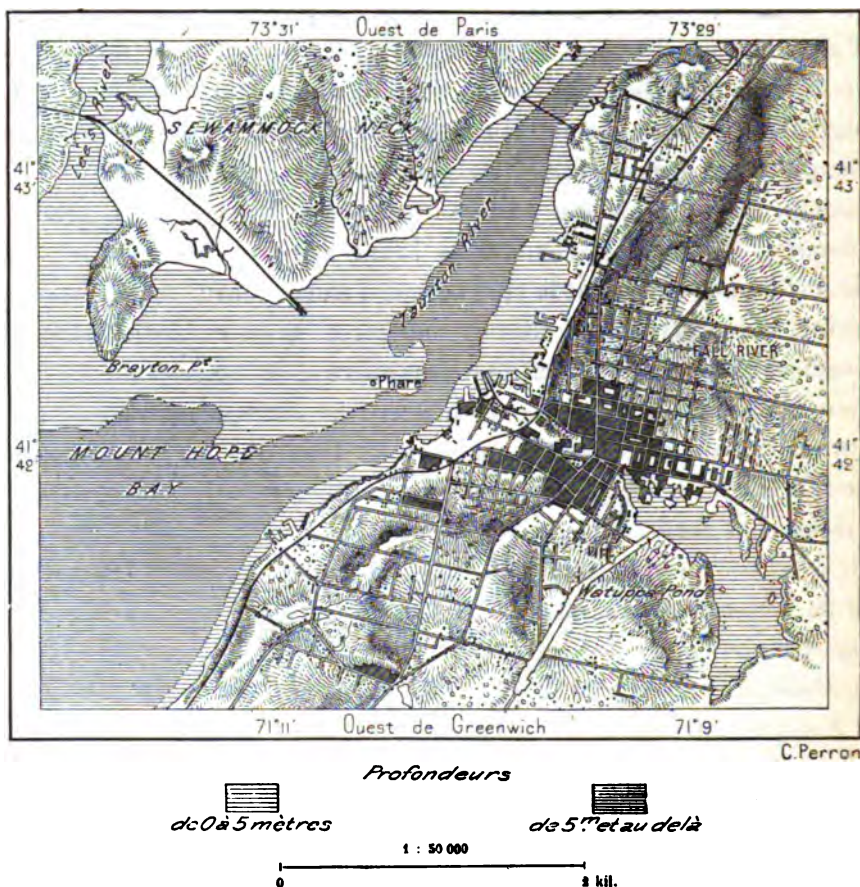 73°31' Ouest de Paris 73°29'
Lee's River
SEWAMMOCK NECK
41°
43'
41°
43'
Taunton River
Brayton Pt.
FALL RIVER
Phare
41°
42'
MOUNT HOPE
BAY
41°
42'
Watuppa Pond
71°11' Ouest de Greenwich 71°9'
C. Perron
Profondeurs
de 0 à 5 mètres
de 5m et au delà
1 : 50 000
0 2 kil.